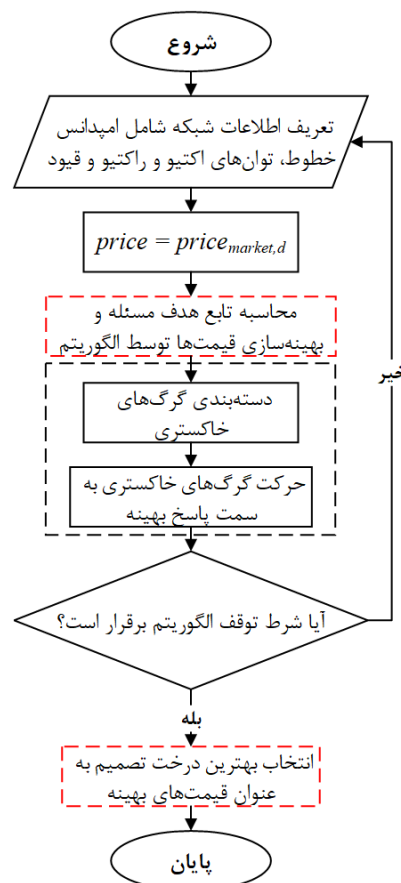 شروع
تعریف اطلاعات شبکه شامل امپدانس
خطوط، توان‌های اکتیو و راکتیو و قیود
price = price_market,d
محاسبه تابع هدف مسئله و
بهینه‌سازی قیمت‌ها توسط الگوریتم
دسته‌بندی گرگ‌های
خاکستری
حرکت گرگ‌های خاکستری به
سمت پاسخ بهینه
آیا شرط توقف الگوریتم برقرار است؟
خیر
بله
انتخاب بهترین درخت تصمیم به
عنوان قیمت‌های بهینه
پایان